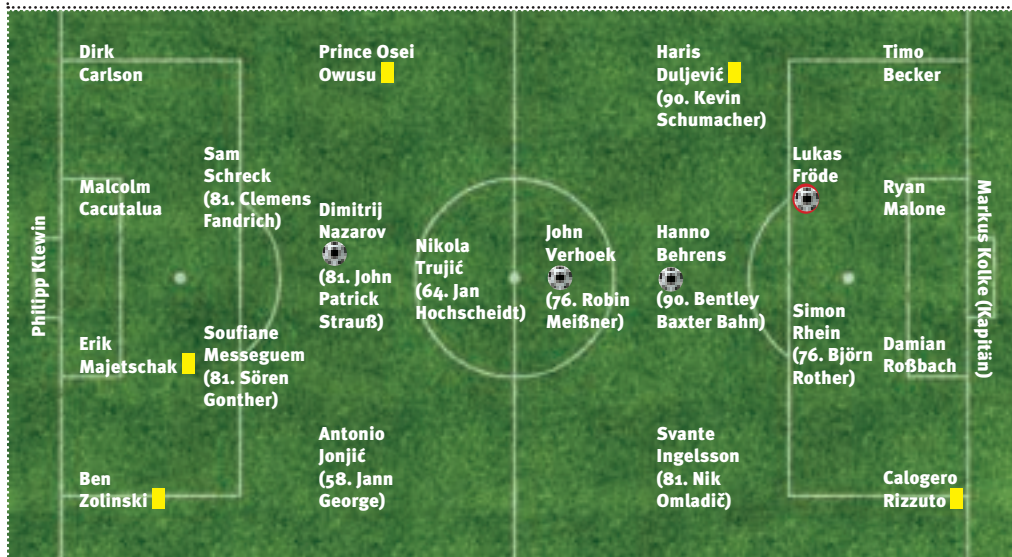 Dirk
Carlson
Prince Osei
Owusu
Haris
Duljević
(90. Kevin
Schumacher)
Timo
Becker
Sam
Schreck
(81. Clemens
Fandrich)
Lukas
Fröde
Malcolm
Cacutalua
Ryan
Malone
Philipp Klewin
Dimitrij
Nazarov
(81. John
Patrick
Strauß)
Nikola
Trujić
(64. Jan
Hochscheidt)
John
Verhoek
(76. Robin
Meißner)
Hanno
Behrens
(90. Bentley
Baxter Bahn)
Markus Kolke (Kapitän)
Erik
Majetschak
Soufiane
Messeguem
(81. Sören
Gonther)
Simon
Rhein
(76. Björn
Rother)
Damian
Roßbach
Ben
Zolinski
Antonio
Jonjić
(58. Jann
George)
Svante
Ingelsson
(81. Nik
Omladič)
Calogero
Rizzuto